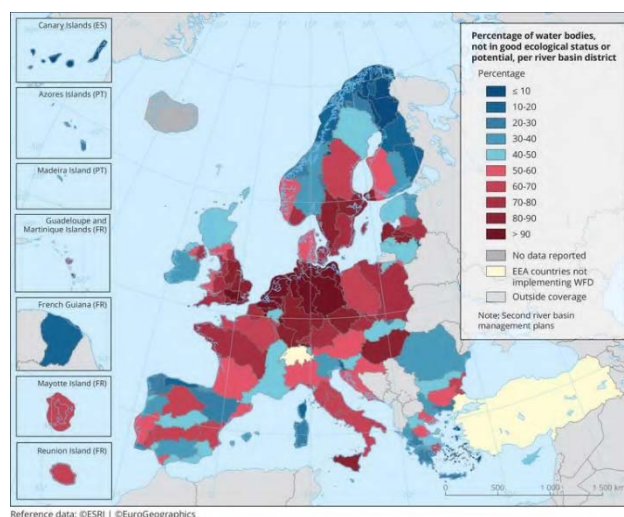 Canary Islands (ES)
Azores Islands (PT)
Madeira Island (PT)
Guadeloupe and
Martinique Islands (FR)
French Guiana (FR)
Mayotte Island (FR)
Reunion Island (FR)
Percentage of water bodies,
not in good ecological status or
potential, per river basin district
Percentage
≤ 10
10-20
20-30
30-40
40-50
50-60
60-70
70-80
80-90
> 90
No data reported
EEA countries not
implementing WFD
Outside coverage
Note: Second river basin
management plans
0 500 1 000 1 500 km
Reference data: ©ESRI | ©EuroGeographics